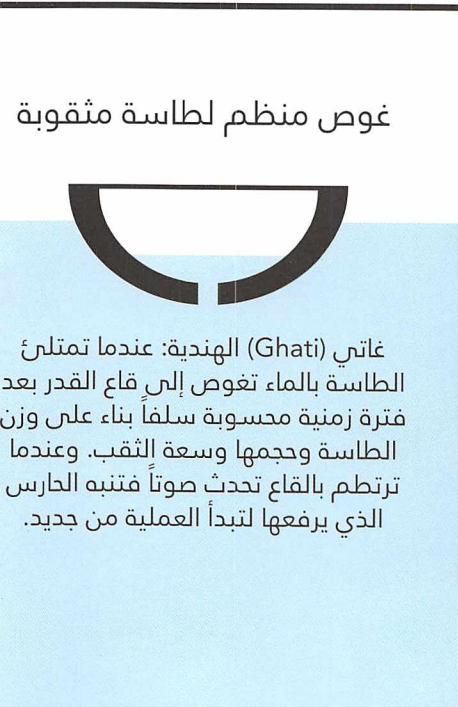 غوص منظم لطاسة مثقوبة
غاتي (Ghati) الهندية: عندما تمتلئ
الطاسة بالماء تغوص إلى قاع القدر بعد
فترة زمنية محسوبة سلفاً بناء على وزن
الطاسة وحجمها وسعة الثقب. وعندما
ترتطم بالقاع تحدث صوتاً فتنبه الحارس
الذي يرفعها لتبدأ العملية من جديد.